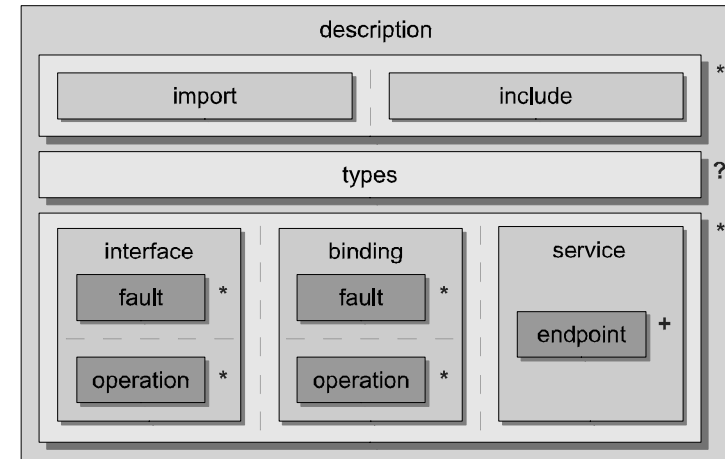 description
import include *
types ?
*
interface binding service
fault * fault *
endpoint +
operation * operation *